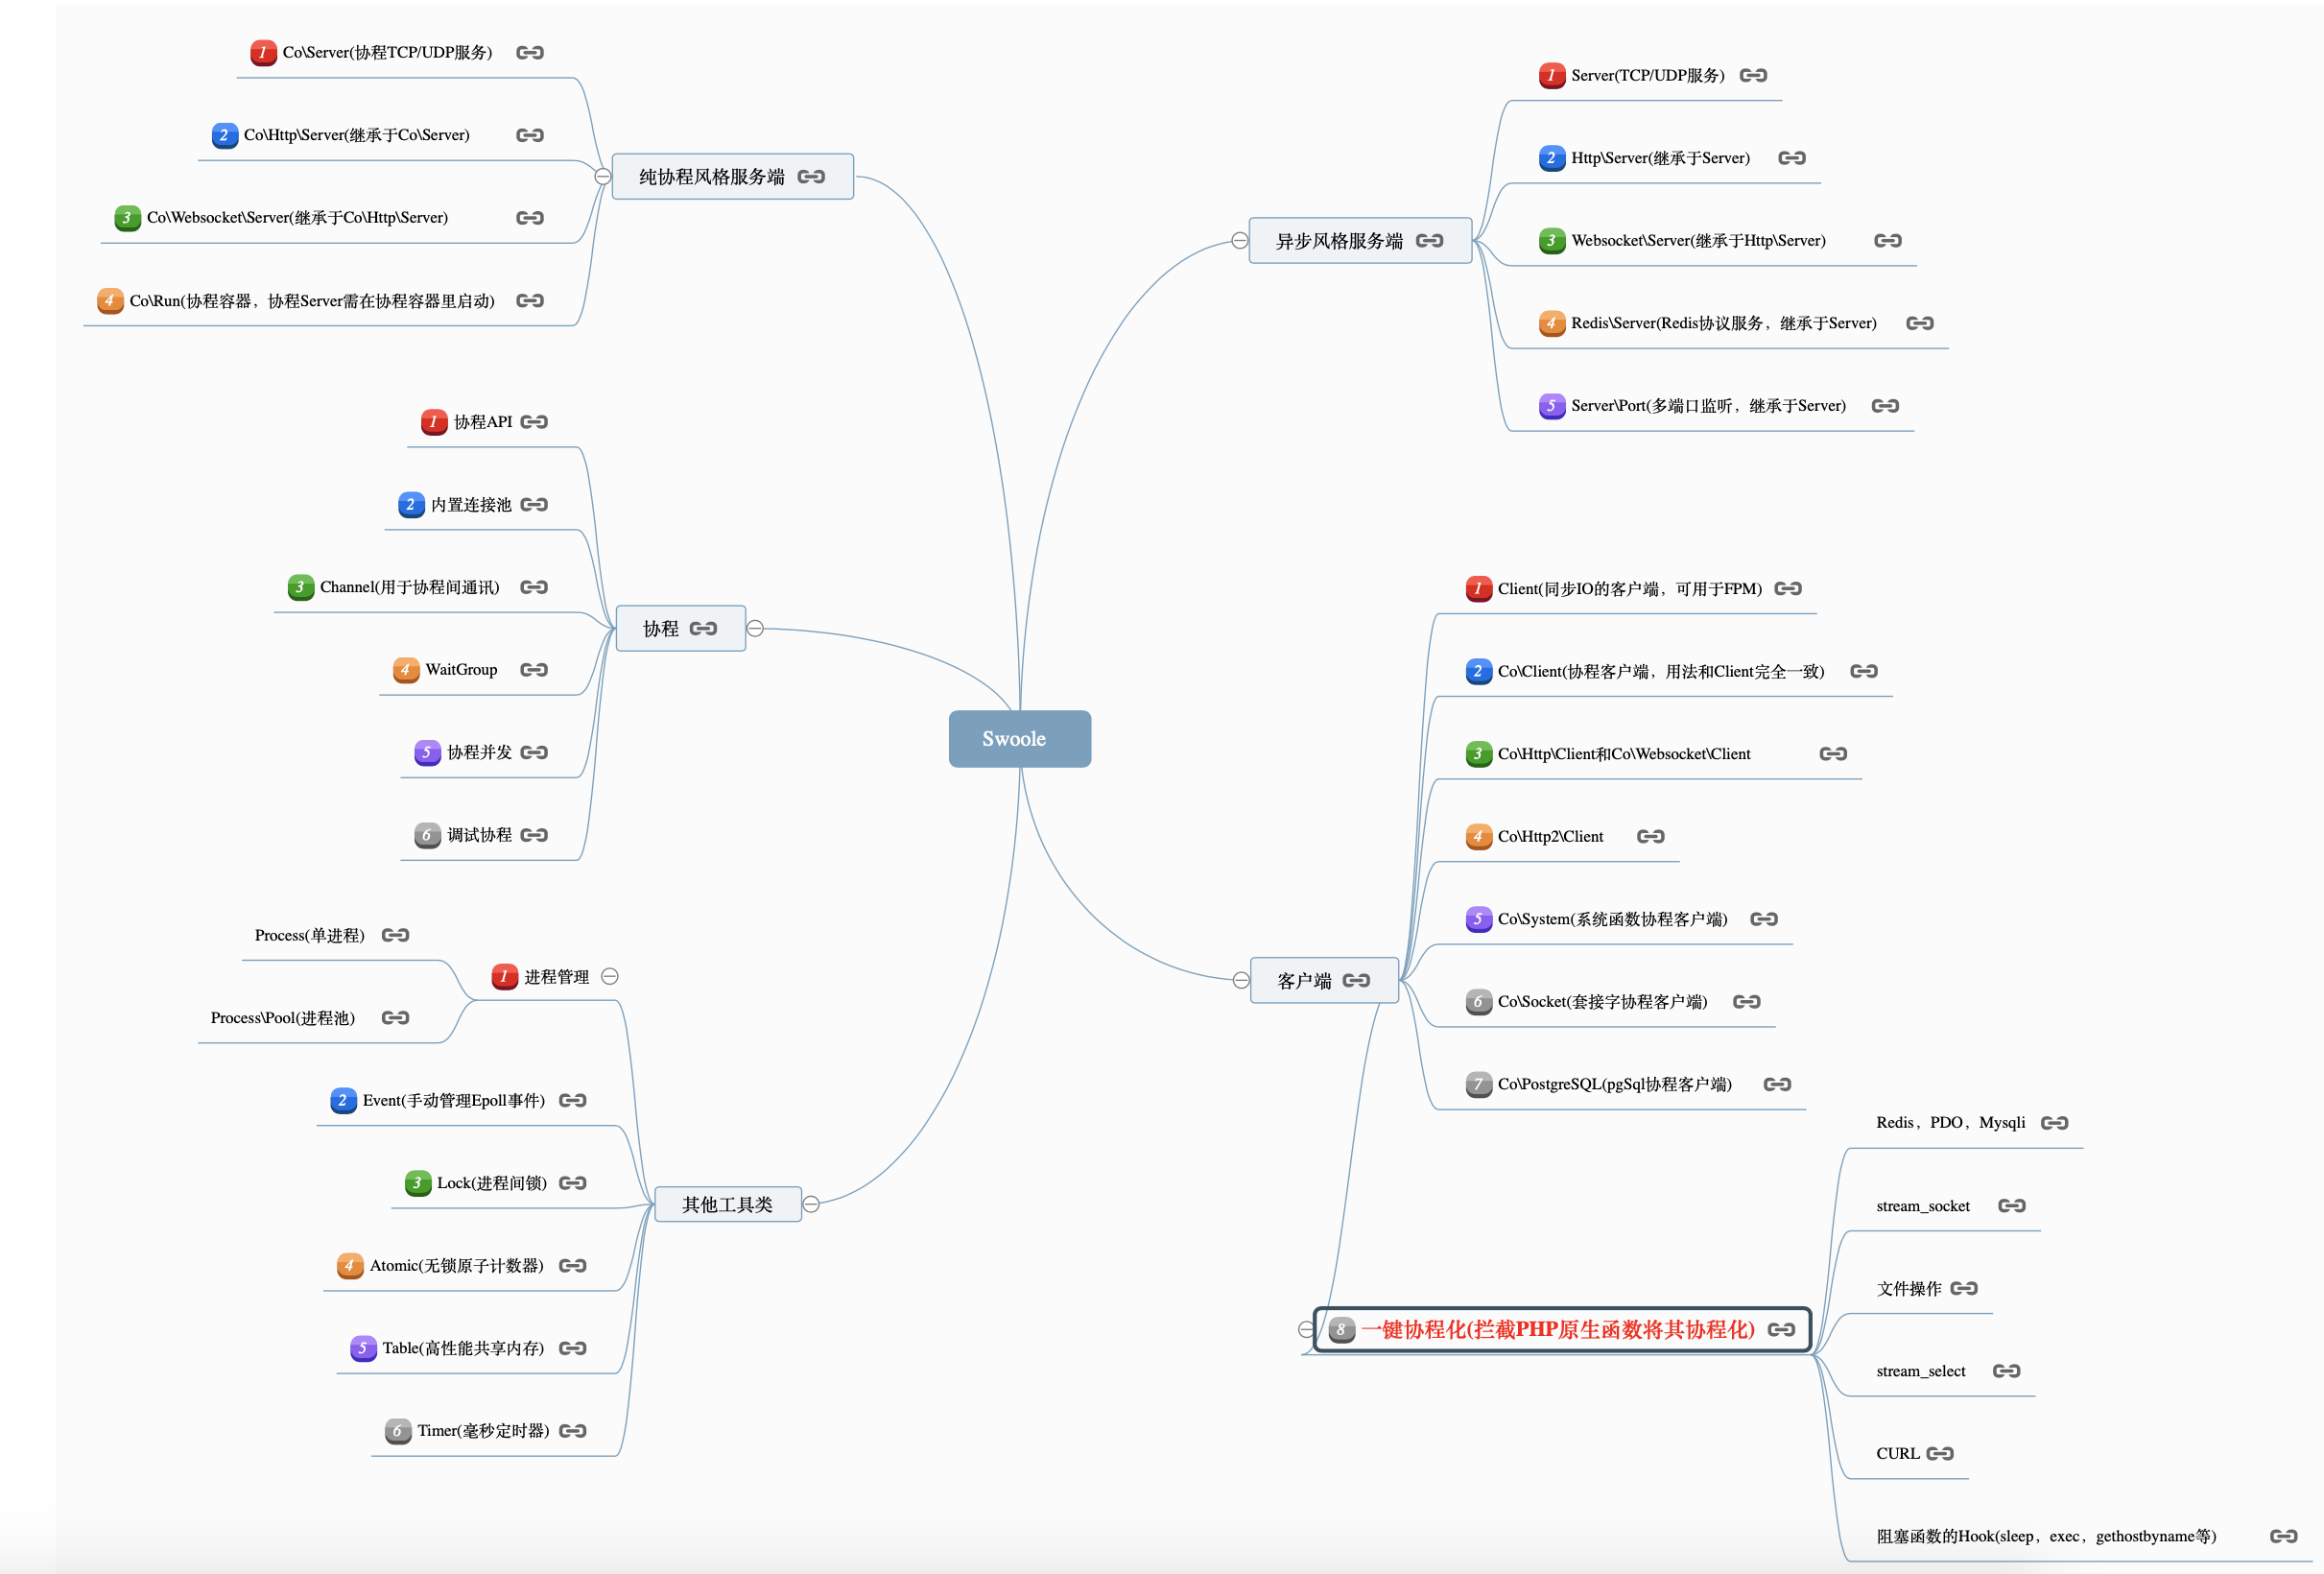 Swoole
异步风格服务端
1 Server(TCP/UDP服务)
2 Http\Server(继承于Server)
3 Websocket\Server(继承于Http\Server)
4 Redis\Server(Redis协议服务，继承于Server)
5 Server\Port(多端口监听，继承于Server)
客户端
1 Client(同步IO的客户端，可用于FPM)
2 Co\Client(协程客户端，用法和Client完全一致)
3 Co\Http\Client和Co\Websocket\Client
4 Co\Http2\Client
5 Co\System(系统函数协程客户端)
6 Co\Socket(套接字协程客户端)
7 Co\PostgreSQL(pgSql协程客户端)
8 一键协程化(拦截PHP原生函数将其协程化)
Redis，PDO，Mysqli
stream_socket
文件操作
stream_select
CURL
阻塞函数的Hook(sleep，exec，gethostbyname等)
纯协程风格服务端
1 Co\Server(协程TCP/UDP服务)
2 Co\Http\Server(继承于Co\Server)
3 Co\Websocket\Server(继承于Co\Http\Server)
4 Co\Run(协程容器，协程Server需在协程容器里启动)
协程
1 协程API
2 内置连接池
3 Channel(用于协程间通讯)
4 WaitGroup
5 协程并发
6 调试协程
其他工具类
1 进程管理
Process(单进程)
Process\Pool(进程池)
2 Event(手动管理Epoll事件)
3 Lock(进程间锁)
4 Atomic(无锁原子计数器)
5 Table(高性能共享内存)
6 Timer(毫秒定时器)